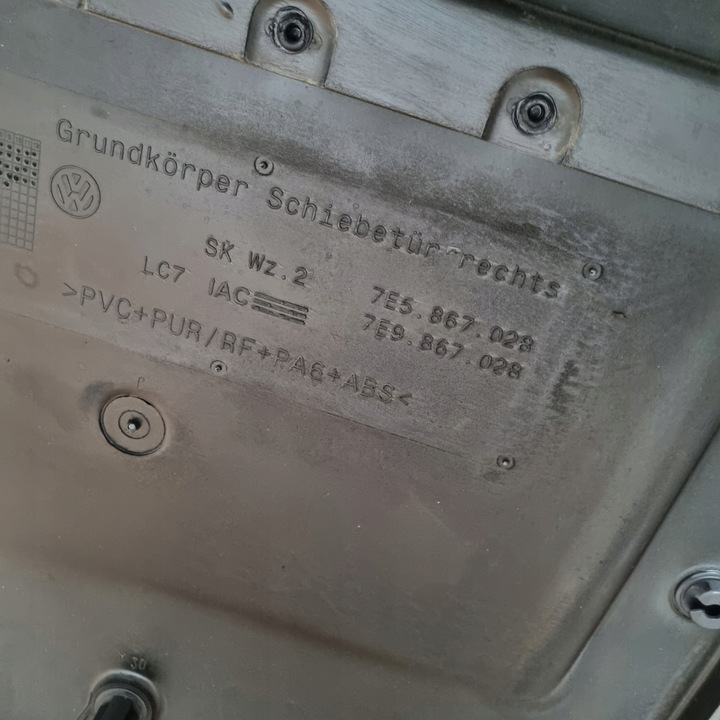 Grundkörper Schiebetür rechts
SK Wz.2
LC7 IAC
7E5.867.028
7E9.867.028
>PVC+PUR/RF+PA6+ABS<
30